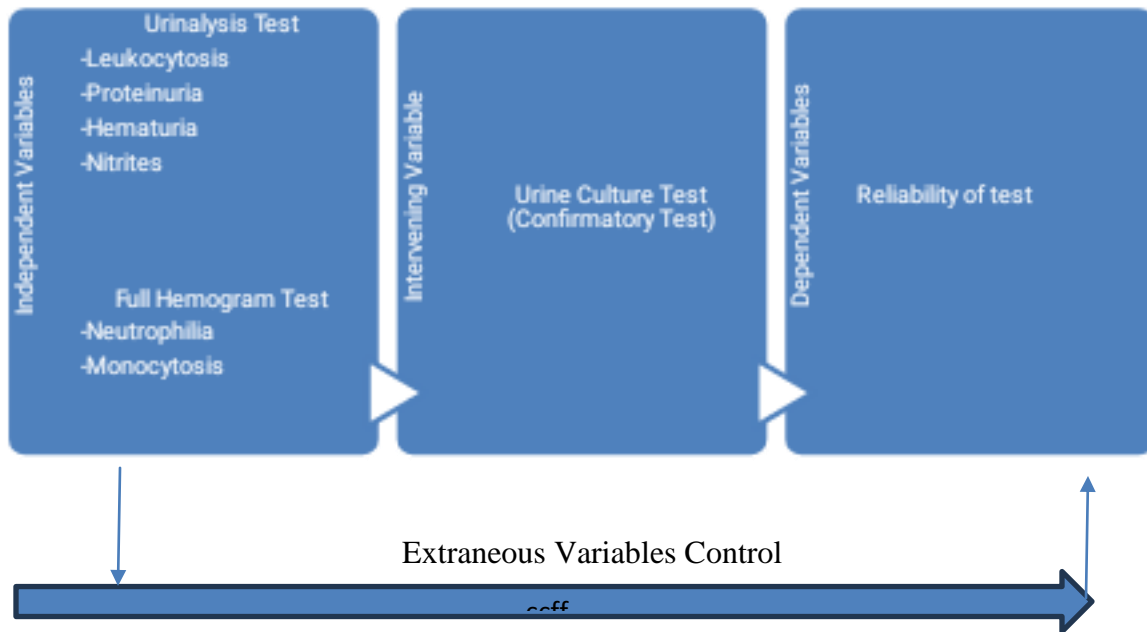 Independent Variables
Urinalysis Test
-Leukocytosis
-Proteinuria
-Hematuria
-Nitrites
Full Hemogram Test
-Neutrophilia
-Monocytosis
Intervening Variable
Urine Culture Test
(Confirmatory Test)
Dependent Variables
Reliability of test
Extraneous Variables Control